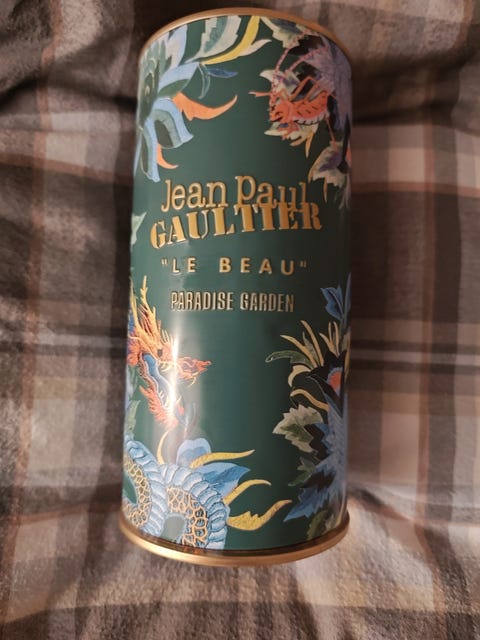 Jean Paul
GAULTIER
"LE BEAU"
PARADISE GARDEN